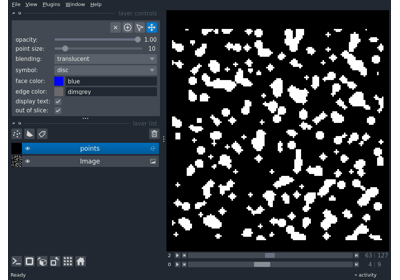 File View Plugins Window Help
layer controls
opacity: 1.00
point size: 10
blending: translucent
symbol: disc
face color: blue
edge color: dimgrey
display text:
out of slice:
layer list
points
Image
2 63 127
0 4 9
Ready activity